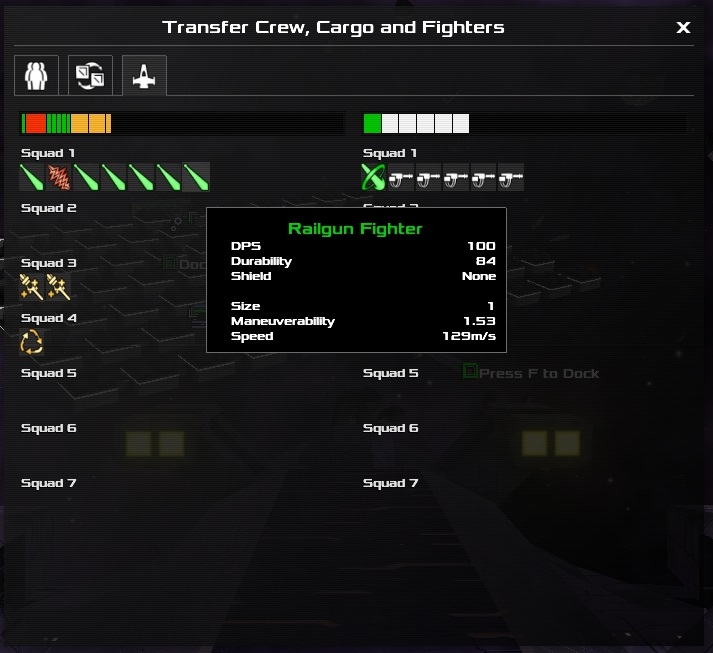 Transfer Crew, Cargo and Fighters X
Squad 1 Squad 1
Squad 2
Railgun Fighter
DPS 100
Durability 84
Shield None
Size 1
Maneuverability 1.53
Speed 129m/s
Squad 3
Squad 4
Squad 5 Squad 5
Press F to Dock
Squad 6 Squad 6
Squad 7 Squad 7